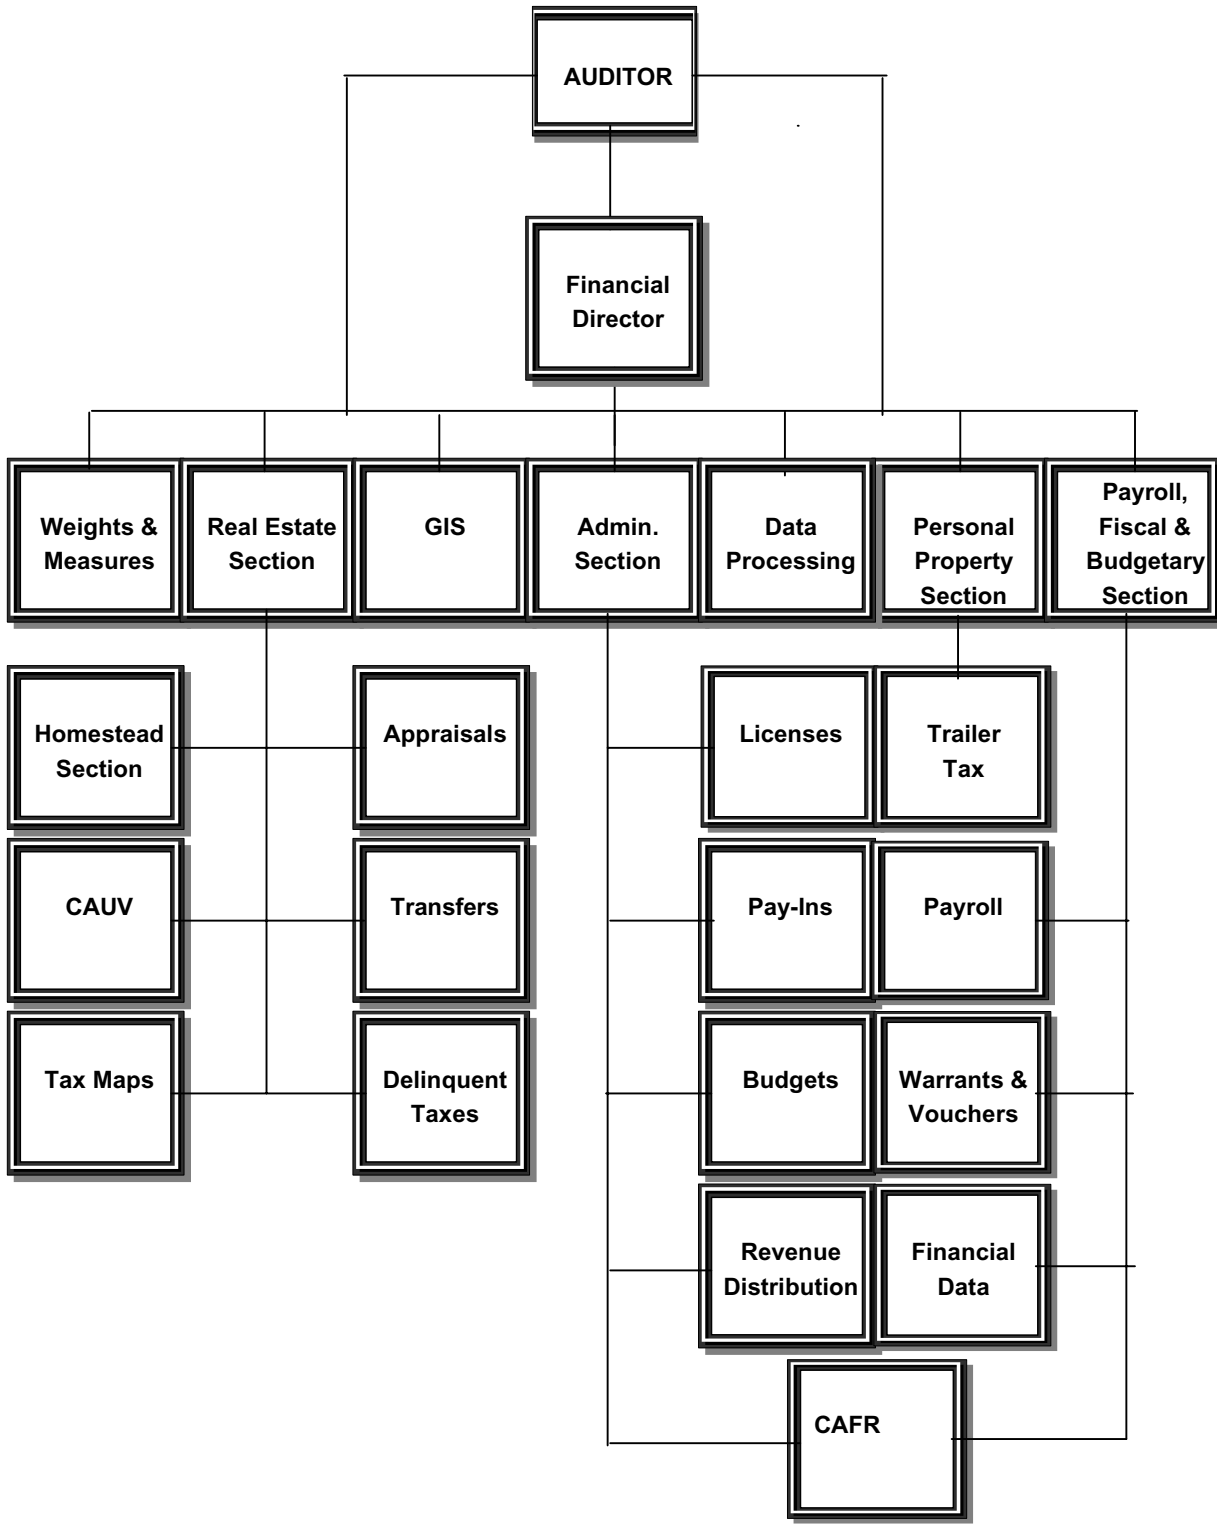 AUDITOR
Financial
Director
Weights &
Measures
Real Estate
Section
GIS
Admin.
Section
Data
Processing
Personal
Property
Section
Payroll,
Fiscal &
Budgetary
Section
Homestead
Section
Appraisals
Licenses
Trailer
Tax
CAUV
Transfers
Pay-Ins
Payroll
Tax Maps
Delinquent
Taxes
Budgets
Warrants &
Vouchers
Revenue
Distribution
Financial
Data
CAFR